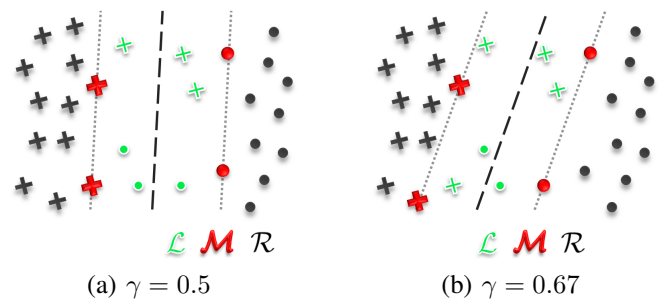 ℒ ℳ ℛ ℒ ℳ ℛ
(a) γ = 0.5 (b) γ = 0.67